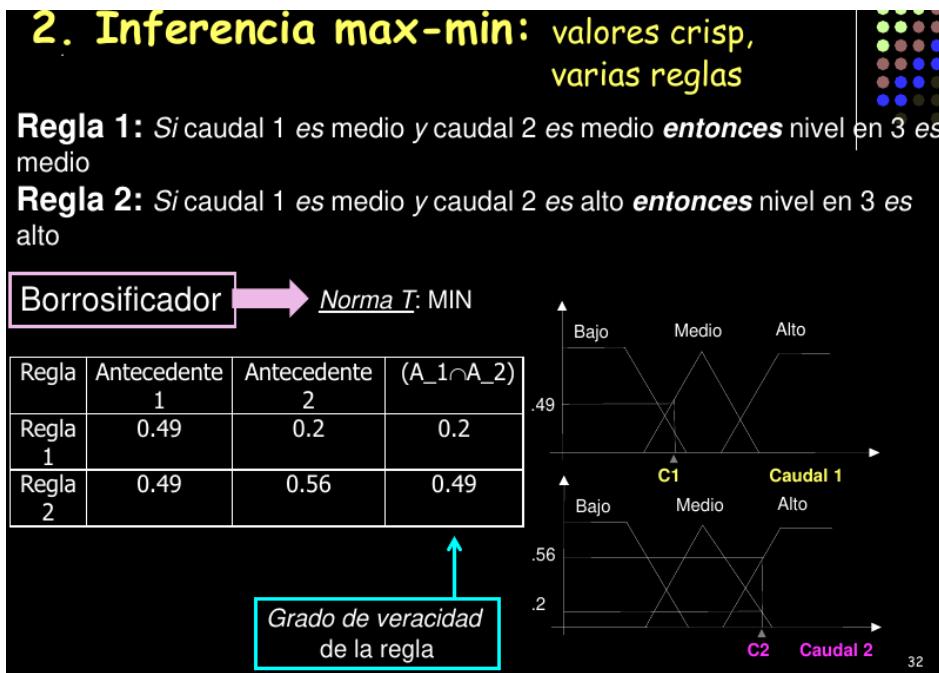 2. Inferencia max-min: valores crisp,
varias reglas
Regla 1: Si caudal 1 es medio y caudal 2 es medio entonces nivel en 3 es
medio
Regla 2: Si caudal 1 es medio y caudal 2 es alto entonces nivel en 3 es
alto
Borrosificador
Norma T: MIN
Regla Antecedente 1 Antecedente 2 (A_1∩A_2)
Regla 1 0.49 0.2 0.2
Regla 2 0.49 0.56 0.49
Grado de veracidad
de la regla
Bajo Medio Alto
.49
C1 Caudal 1
Bajo Medio Alto
.56
.2
C2 Caudal 2
32